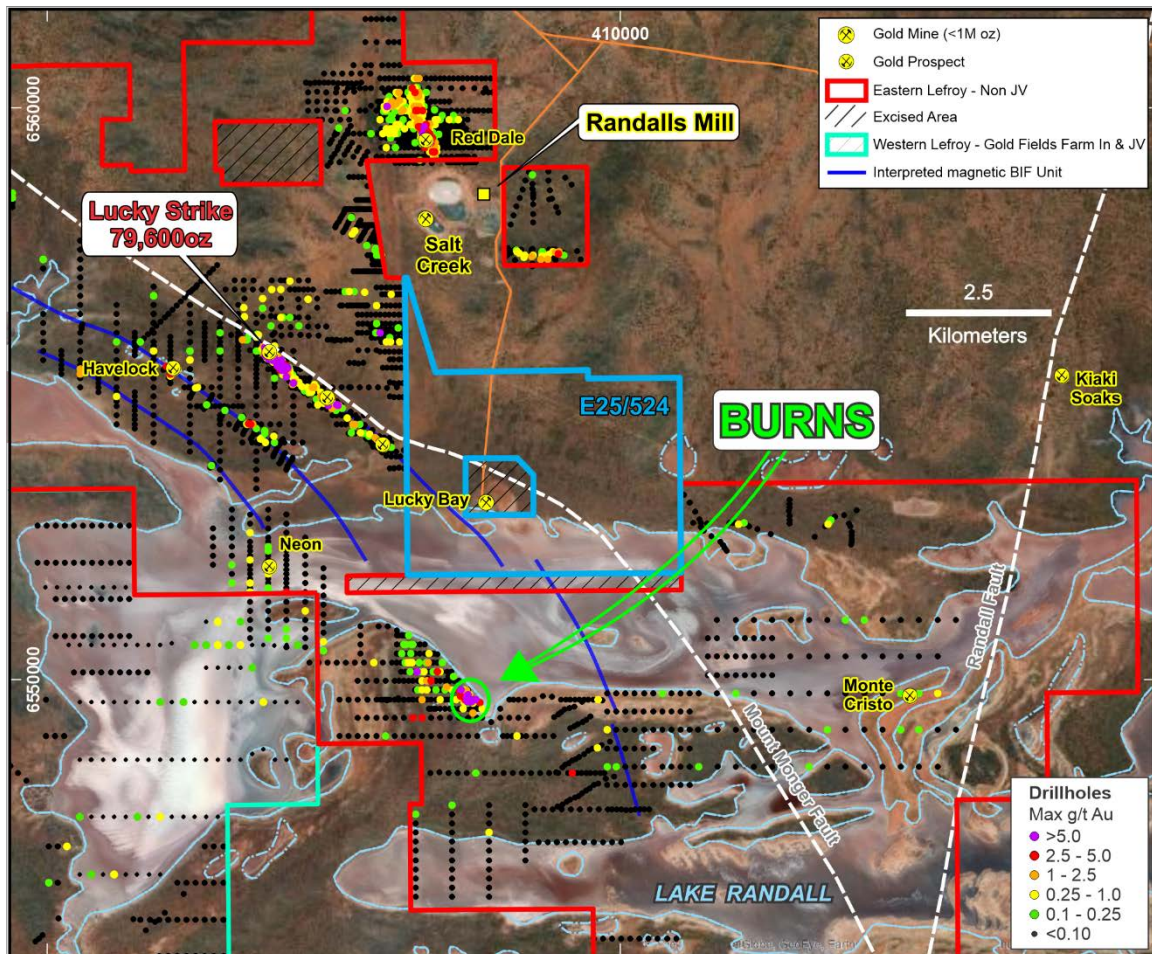 410000
6560000
6550000
Gold Mine (<1M oz)
Gold Prospect
Eastern Lefroy - Non JV
Excised Area
Western Lefroy - Gold Fields Farm In & JV
Interpreted magnetic BIF Unit
Red Dale
Randalls Mill
Lucky Strike
79,600oz
Salt
Creek
2.5
Kilometers
Havelock
Kiaki
Soaks
E25/524
BURNS
Lucky Bay
Neon
Randall Fault
Monte
Cristo
Mount Monger Fault
LAKE RANDALL
Drillholes
Max g/t Au
>5.0
2.5 - 5.0
1 - 2.5
0.25 - 1.0
0.1 - 0.25
<0.10